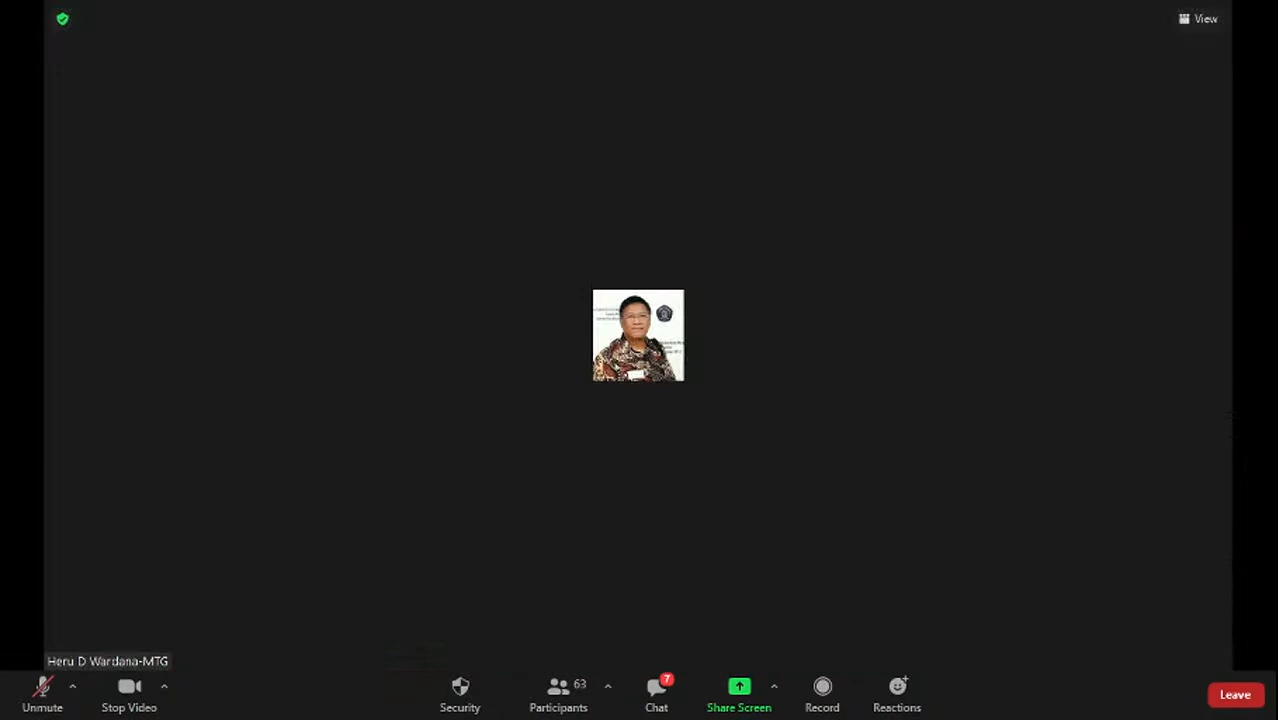 View
Heru D Wardana-MTG
Unmute
Stop Video
Security
63
Participants
7
Chat
Share Screen
Record
Reactions
Leave